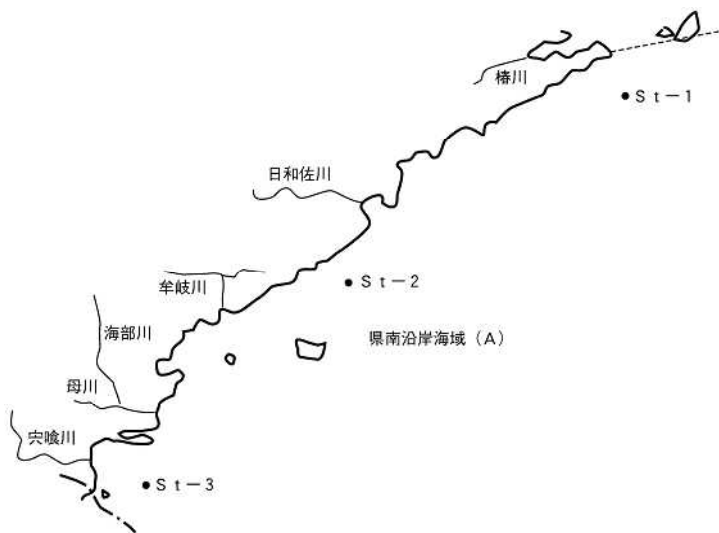 椿川
● Ｓｔ－1
日和佐川
● Ｓｔ－2
牟岐川
海部川
県南沿岸海域（Ａ）
母川
宍喰川
● Ｓｔ－3